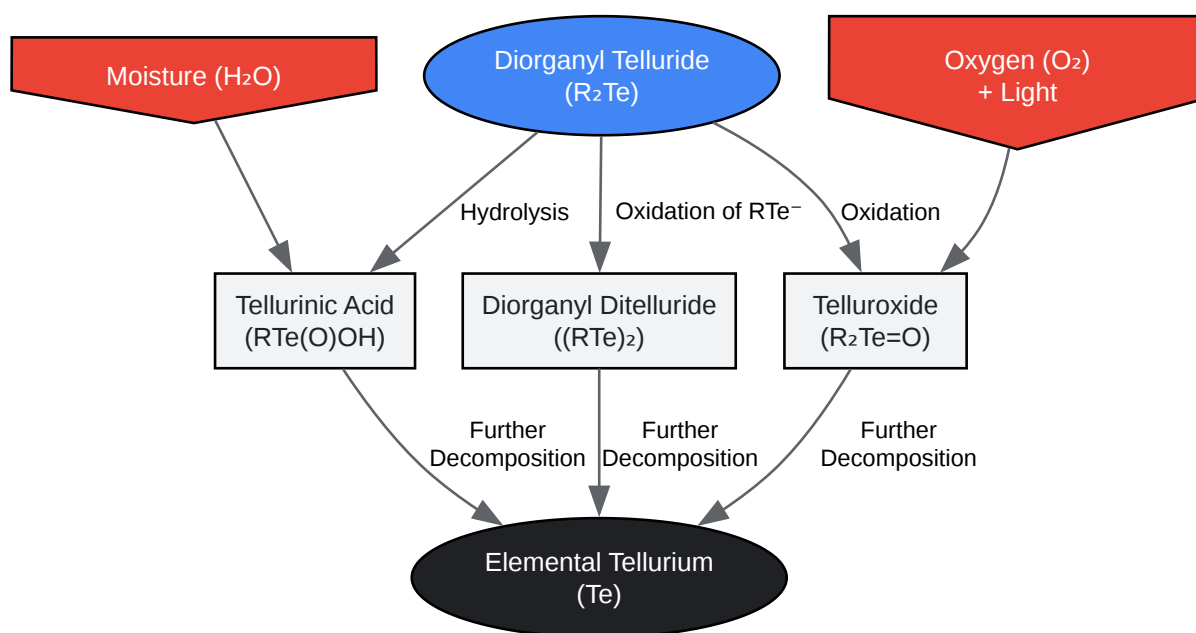 Moisture (H₂O)
Diorganyl Telluride
(R₂Te)
Oxygen (O₂)
+ Light
Hydrolysis
Oxidation of RTe⁻
Oxidation
Tellurinic Acid
(RTe(O)OH)
Diorganyl Ditelluride
((RTe)₂)
Telluroxide
(R₂Te=O)
Further
Decomposition
Further
Decomposition
Further
Decomposition
Elemental Tellurium
(Te)